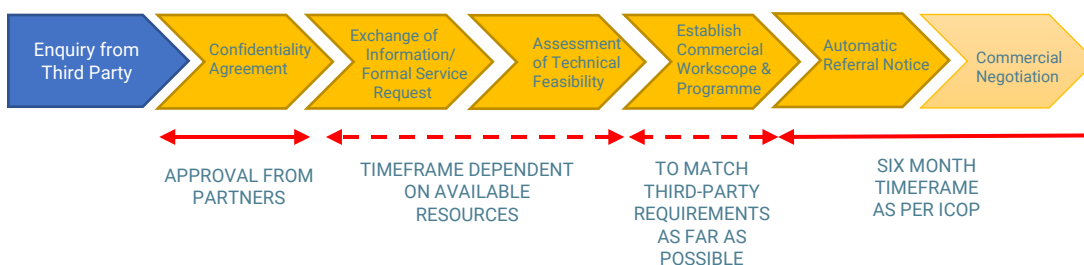 Enquiry from
Third Party
Confidentiality
Agreement
Exchange of
Information/
Formal Service
Request
Assessment
of Technical
Feasibility
Establish
Commercial
Workscope &
Programme
Automatic
Referral Notice
Commercial
Negotiation
APPROVAL FROM
PARTNERS
TIMEFRAME DEPENDENT
ON AVAILABLE
RESOURCES
TO MATCH
THIRD-PARTY
REQUIREMENTS
AS FAR AS
POSSIBLE
SIX MONTH
TIMEFRAME
AS PER ICOP